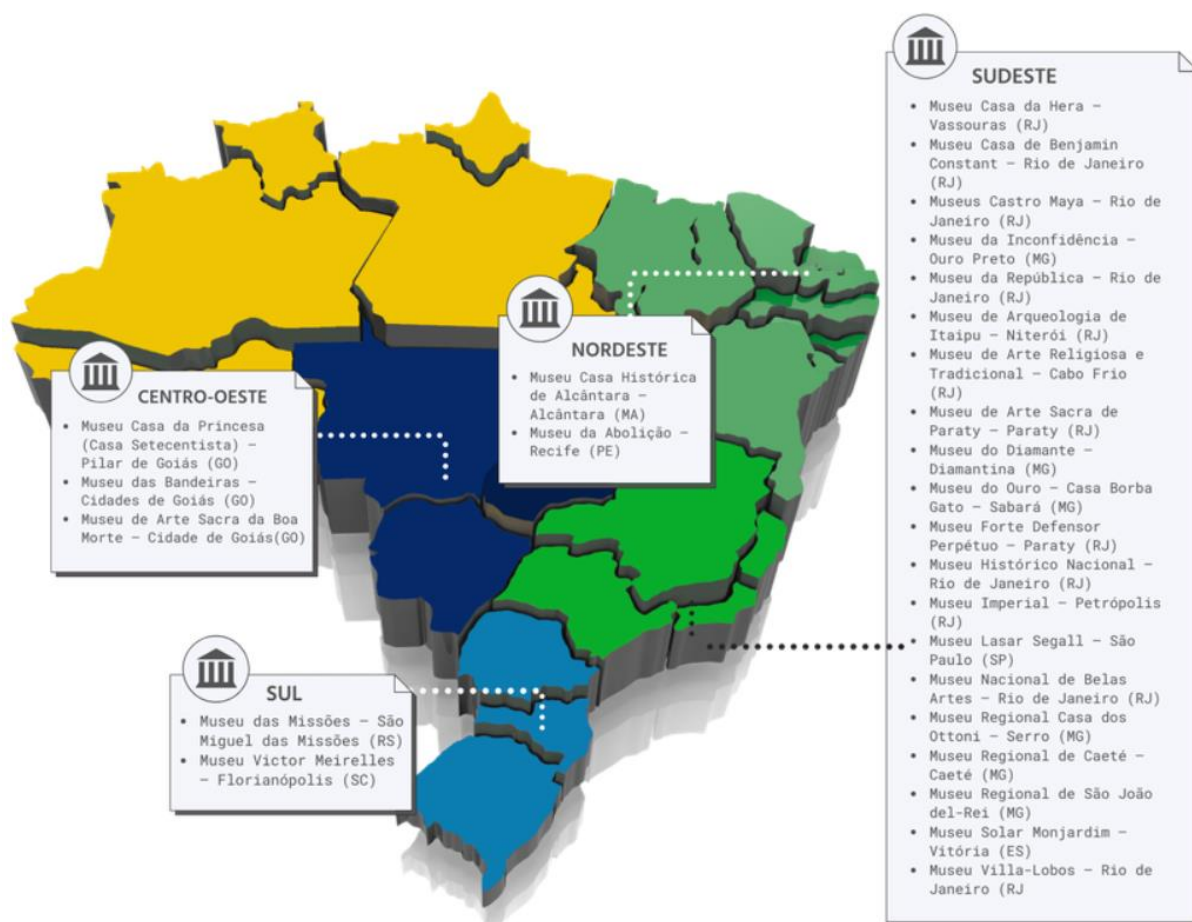 SUDESTE
• Museu Casa da Hera – 
Vassouras (RJ)
• Museu Casa de Benjamin
Constant – Rio de Janeiro
(RJ)
• Museus Castro Maya – Rio de
Janeiro (RJ)
• Museu da Inconfidência –
Ouro Preto (MG)
• Museu da República – Rio de
Janeiro (RJ)
• Museu de Arqueologia de
Itaipu – Niterói (RJ)
• Museu de Arte Religiosa e
Tradicional – Cabo Frio
(RJ)
• Museu de Arte Sacra de
Paraty – Paraty (RJ)
• Museu do Diamante –
Diamantina (MG)
• Museu do Ouro – Casa Borba
Gato – Sabará (MG)
• Museu Forte Defensor
Perpétuo – Paraty (RJ)
• Museu Histórico Nacional –
Rio de Janeiro (RJ)
• Museu Imperial – Petrópolis
(RJ)
• Museu Lasar Segall – São
Paulo (SP)
• Museu Nacional de Belas
Artes – Rio de Janeiro (RJ)
• Museu Regional Casa dos
Ottoni – Serro (MG)
• Museu Regional de Caeté –
Caeté (MG)
• Museu Regional de São João
del-Rei (MG)
• Museu Solar Monjardim –
Vitória (ES)
• Museu Villa-Lobos – Rio de
Janeiro (RJ
NORDESTE
• Museu Casa Histórica
de Alcântara –
Alcântara (MA)
• Museu da Abolição –
Recife (PE)
CENTRO-OESTE
• Museu Casa da Princesa
(Casa Setecentista) –
Pilar de Goiás (GO)
• Museu das Bandeiras –
Cidades de Goiás (GO)
• Museu de Arte Sacra da Boa
Morte – Cidade de Goiás(GO)
SUL
• Museu das Missões – São
Miguel das Missões (RS)
• Museu Victor Meirelles
– Florianópolis (SC)